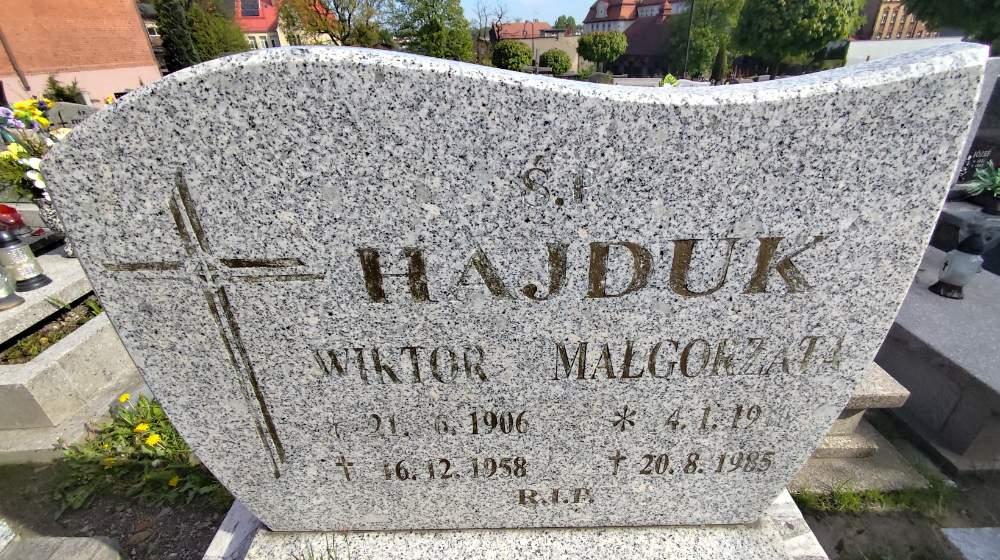 Ś.P.
HAJDUK
WIKTOR MAŁGORZATA
* 21. 6. 1906 * 4. 1. 19
† 16. 12. 1958 † 20. 8. 1985
R.I.P.